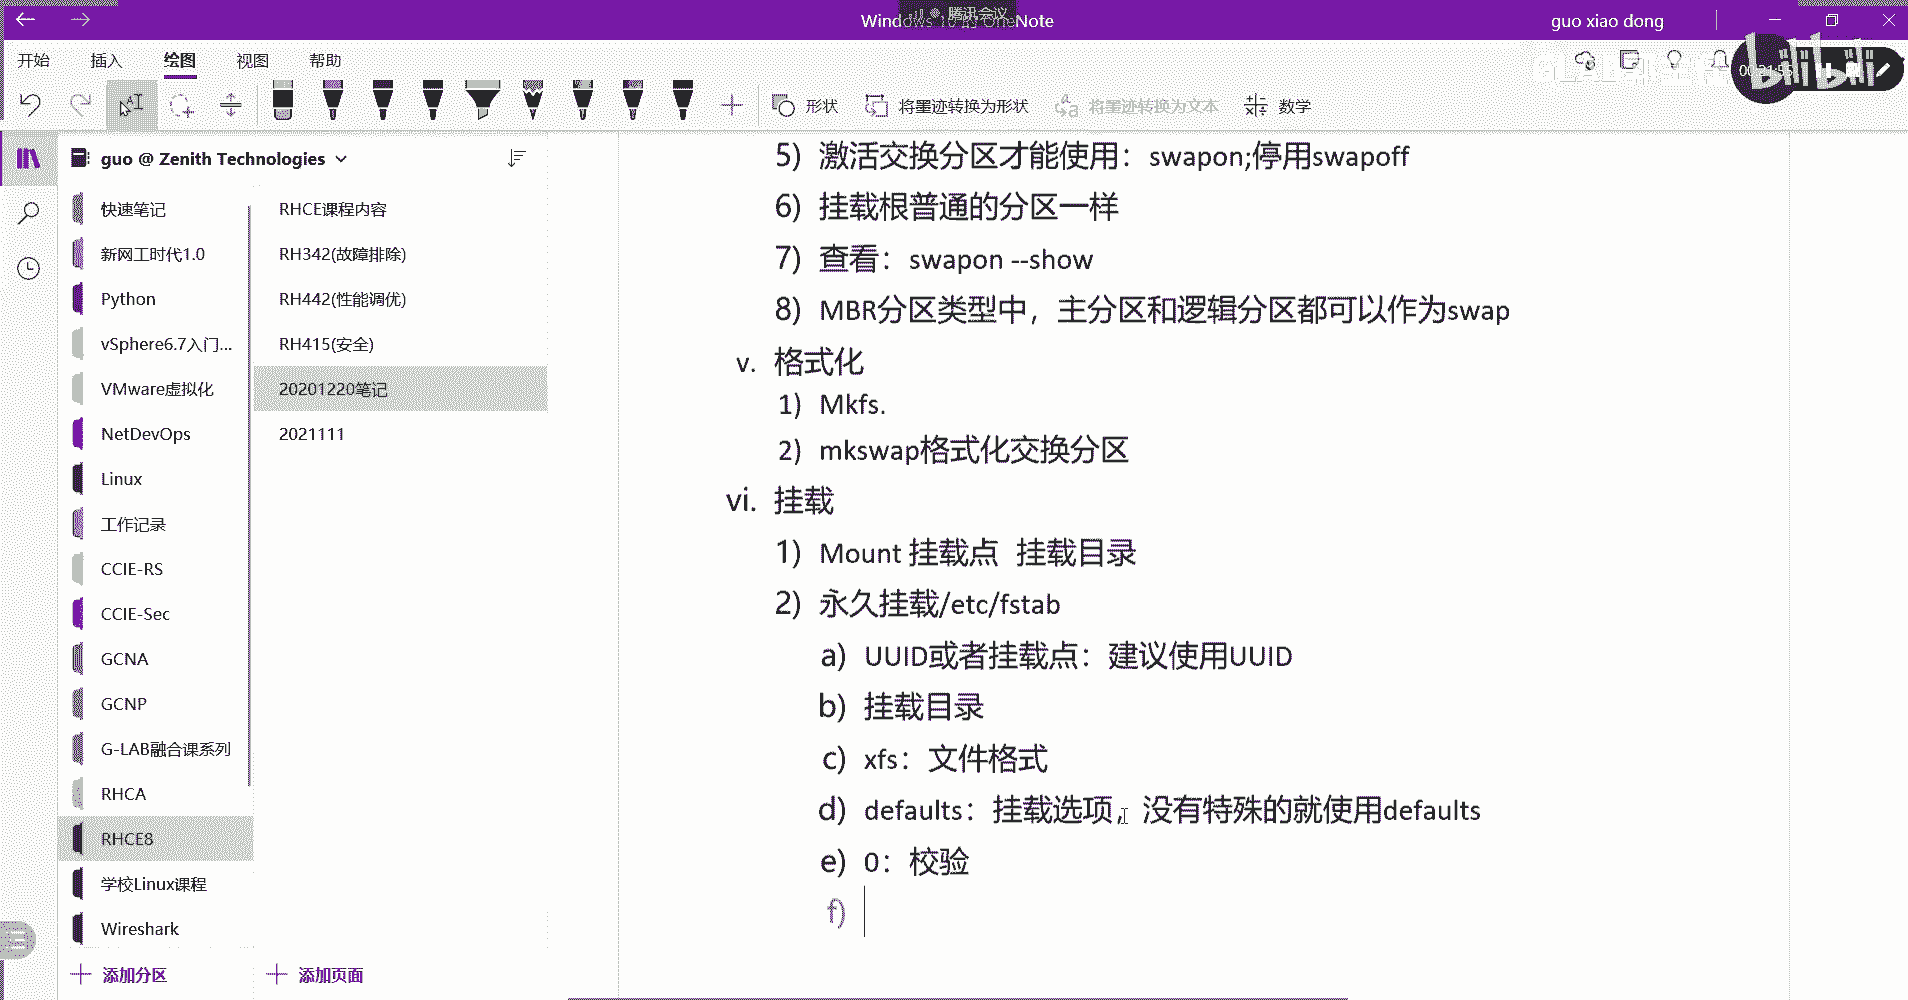 腾讯会议
OneNote
guo xiao dong
开始 插入 绘图 视图 帮助
bilibili
形状 将墨迹转换为形状 将墨迹转换为文本 数学
guo @ Zenith Technologies
快速笔记
新网工时代1.0
Python
vSphere6.7入门...
VMware虚拟化
NetDevOps
Linux
工作记录
CCIE-RS
CCIE-Sec
GCNA
GCNP
G-LAB融合课系列
RHCA
RHCE8
学校Linux课程
Wireshark
添加分区
RHCE课程内容
RH342(故障排除)
RH442(性能调优)
RH415(安全)
20201220笔记
2021111
添加页面
5) 激活交换分区才能使用：swapon;停用swapoff
6) 挂载根普通的分区一样
7) 查看：swapon --show
8) MBR分区类型中，主分区和逻辑分区都可以作为swap
v. 格式化
1) Mkfs.
2) mkswap格式化交换分区
vi. 挂载
1) Mount 挂载点 挂载目录
2) 永久挂载/etc/fstab
a) UUID或者挂载点：建议使用UUID
b) 挂载目录
c) xfs：文件格式
d) defaults：挂载选项，没有特殊的就使用defaults
e) 0：校验
f)